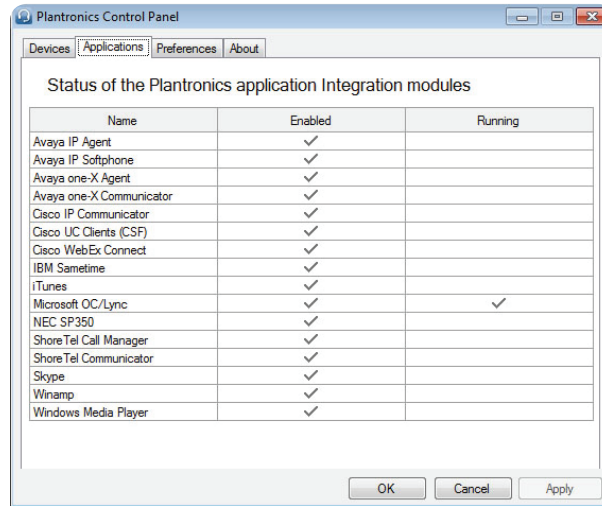 Plantronics Control Panel
Devices Applications Preferences About
Status of the Plantronics application Integration modules
Name Enabled Running
Avaya IP Agent
Avaya IP Softphone
Avaya one-X Agent
Avaya one-X Communicator
Cisco IP Communicator
Cisco UC Clients (CSF)
Cisco WebEx Connect
IBM Sametime
iTunes
Microsoft OC/Lync
NEC SP350
ShoreTel Call Manager
ShoreTel Communicator
Skype
Winamp
Windows Media Player
OK Cancel Apply